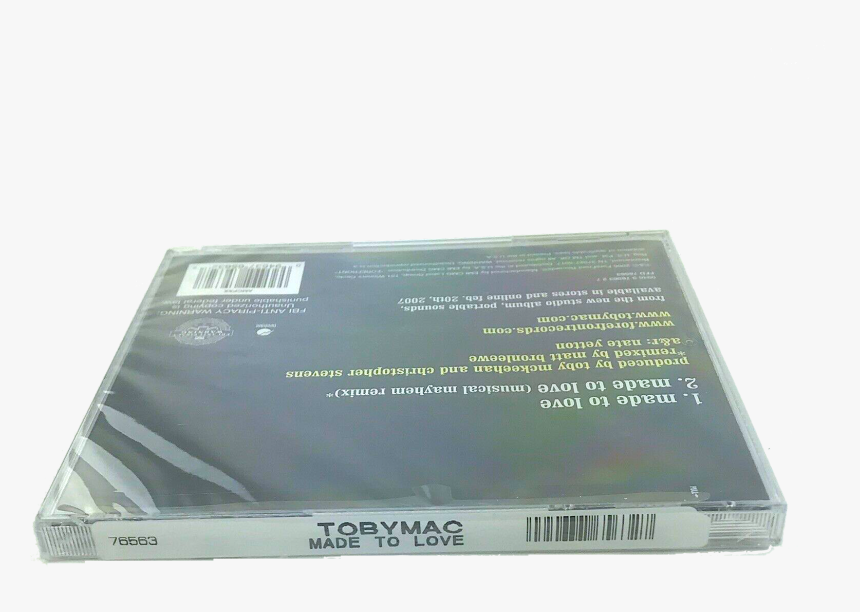 1. made to love
2. made to love (musical mayhem remix)*
produced by toby mckeehan and christopher stevens
*remixed by matt bronleewe
a&r: nate yetton
www.forefrontrecords.com
www.tobymac.com
from the new studio album, portable sounds,
available in stores and online feb. 20th, 2007
FBI ANTI-PIRACY WARNING:
Unauthorized copying is
punishable under federal law.
76563
TOBYMAC
MADE TO LOVE